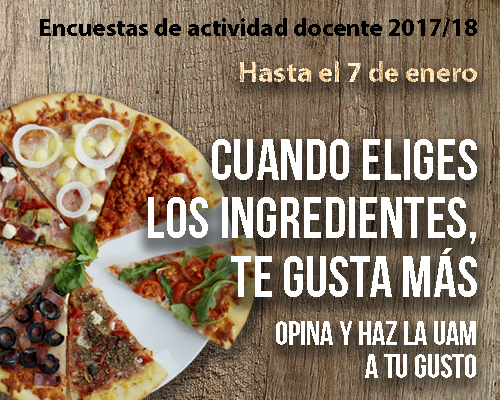 Encuestas de actividad docente 2017/18
Hasta el 7 de enero
CUANDO ELIGES
LOS INGREDIENTES,
TE GUSTA MÁS
OPINA Y HAZ LA UAM
A TU GUSTO